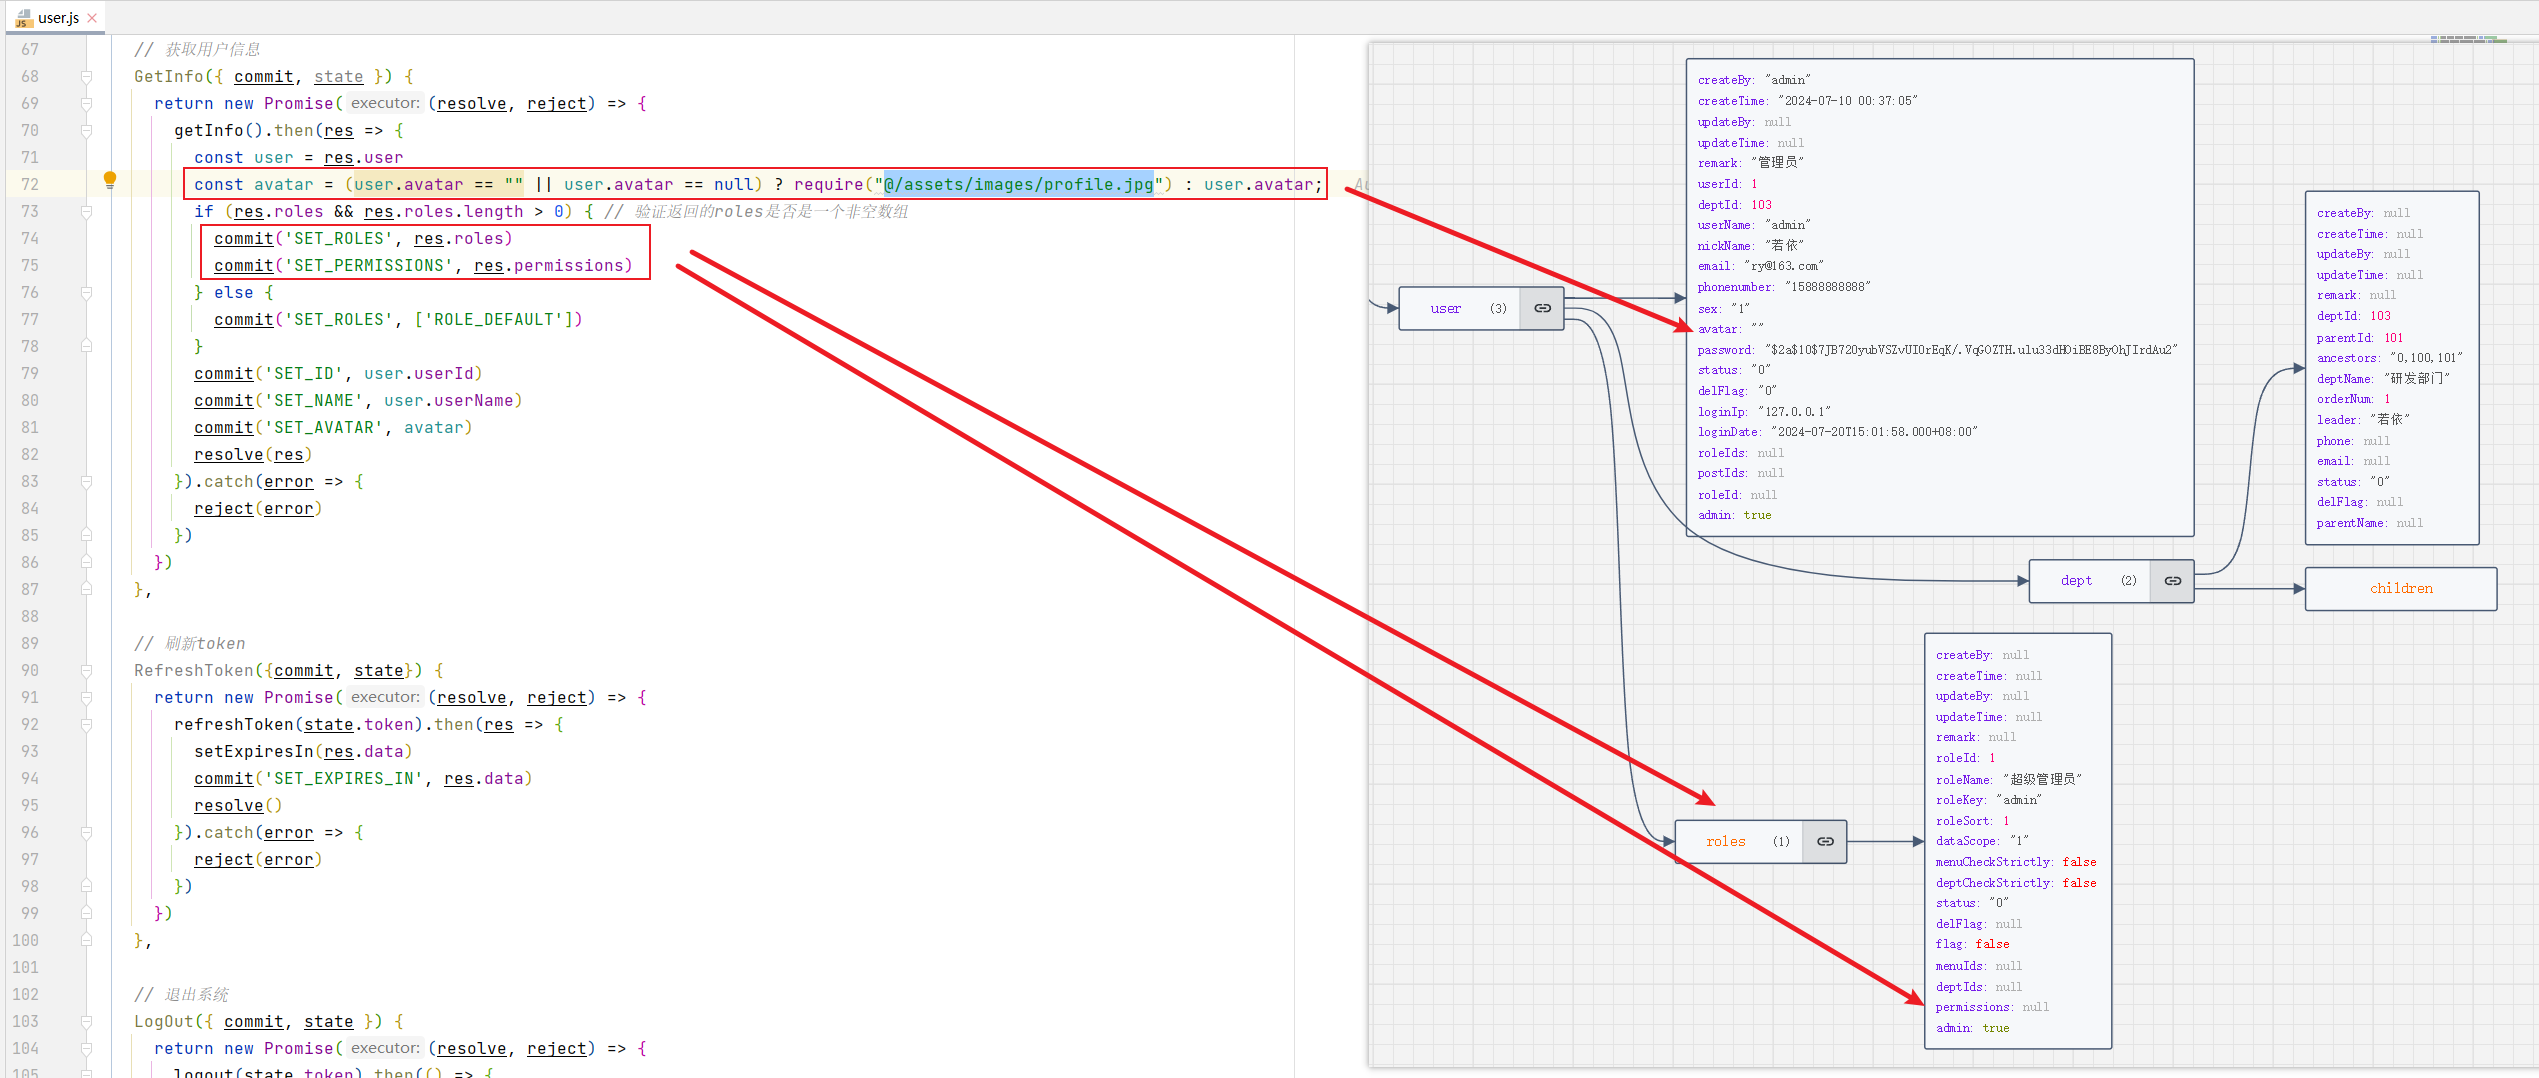 user.js
67 // 获取用户信息
68 GetInfo({ commit, state }) {
69 return new Promise( executor: (resolve, reject) => {
70 getInfo().then(res => {
71 const user = res.user
72 const avatar = (user.avatar == "" || user.avatar == null) ? require("@/assets/images/profile.jpg") : user.avatar;
73 if (res.roles && res.roles.length > 0) { // 验证返回的roles是否是一个非空数组
74 commit('SET_ROLES', res.roles)
75 commit('SET_PERMISSIONS', res.permissions)
76 } else {
77 commit('SET_ROLES', ['ROLE_DEFAULT'])
78 }
79 commit('SET_ID', user.userId)
80 commit('SET_NAME', user.userName)
81 commit('SET_AVATAR', avatar)
82 resolve(res)
83 }).catch(error => {
84 reject(error)
85 })
86 })
87 },
88
89 // 刷新token
90 RefreshToken({commit, state}) {
91 return new Promise( executor: (resolve, reject) => {
92 refreshToken(state.token).then(res => {
93 setExpiresIn(res.data)
94 commit('SET_EXPIRES_IN', res.data)
95 resolve()
96 }).catch(error => {
97 reject(error)
98 })
99 })
100 },
101
102 // 退出系统
103 LogOut({ commit, state }) {
104 return new Promise( executor: (resolve, reject) => {
105 logout(state.token).then(() => {
user (3)
createBy: "admin"
createTime: "2024-07-10 00:37:05"
updateBy: null
updateTime: null
remark: "管理员"
userId: 1
deptId: 103
userName: "admin"
nickName: "若依"
email: "ry@163.com"
phonenumber: "15888888888"
sex: "1"
avatar: ""
password: 
status: "0"
delFlag: "0"
loginIp: "127.0.0.1"
loginDate: "2024-07-20T15:01:58.000+08:00"
roleIds: null
postIds: null
roleId: null
admin: true
dept (2)
createBy: null
createTime: null
updateBy: null
updateTime: null
remark: null
deptId: 103
parentId: 101
ancestors: "0,100,101"
deptName: "研发部门"
orderNum: 1
leader: "若依"
phone: null
email: null
status: "0"
delFlag: null
parentName: null
children
roles (1)
createBy: null
createTime: null
updateBy: null
updateTime: null
remark: null
roleId: 1
roleName: "超级管理员"
roleKey: "admin"
roleSort: 1
dataScope: "1"
menuCheckStrictly: false
deptCheckStrictly: false
status: "0"
delFlag: null
flag: false
menuIds: null
deptIds: null
permissions: null
admin: true